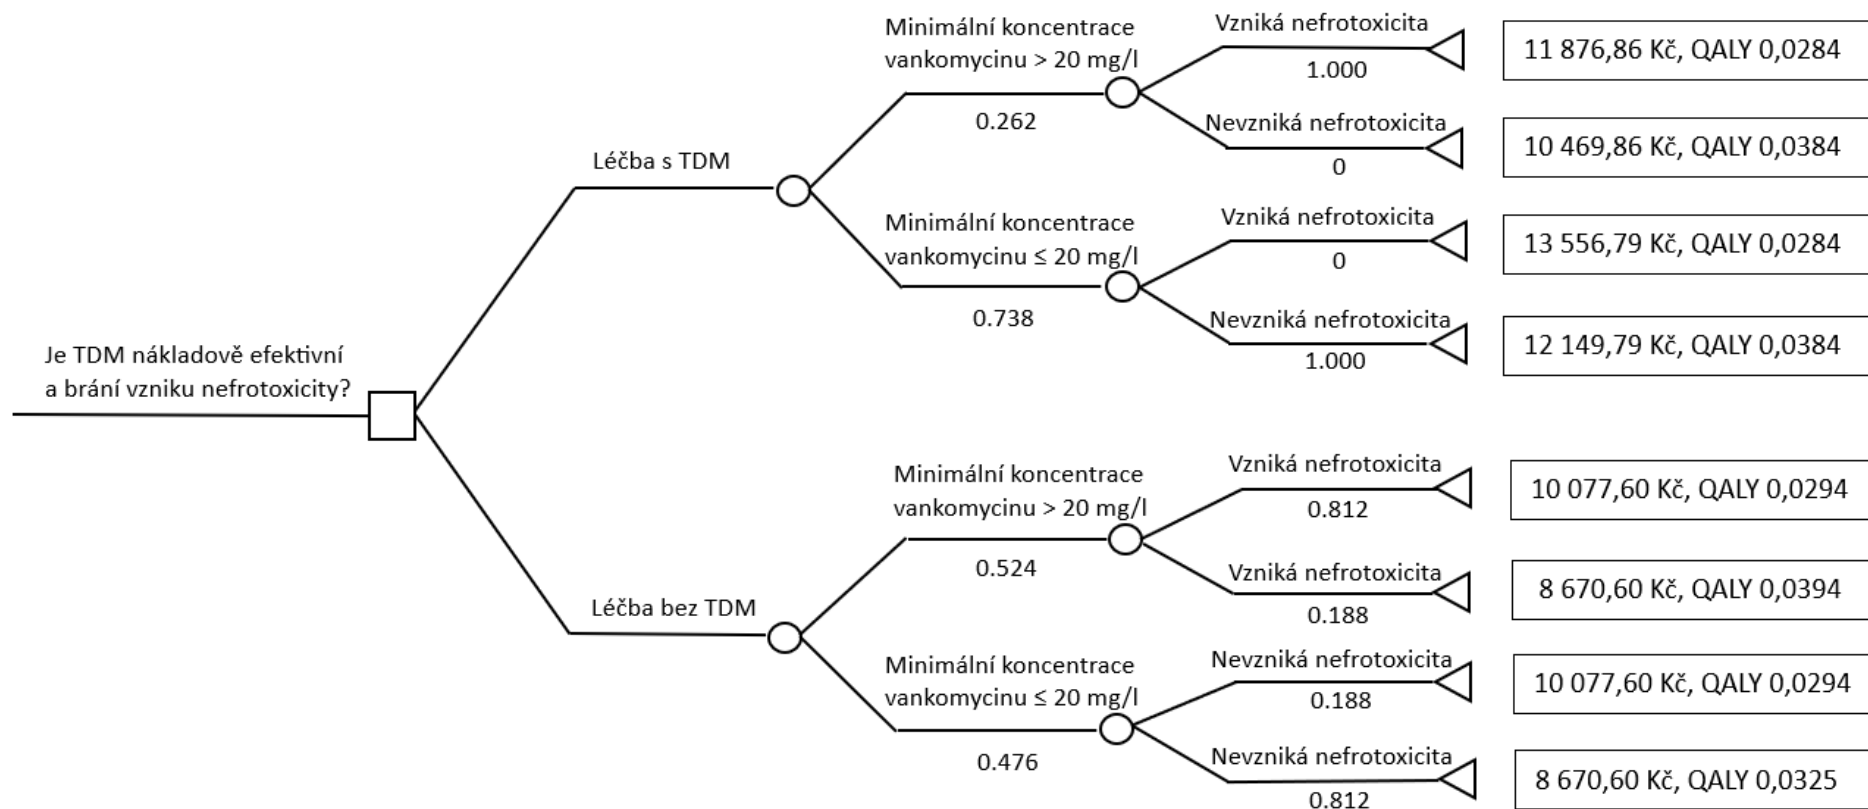 Je TDM nákladově efektivní
a brání vzniku nefrotoxicity?
Léčba s TDM
Minimální koncentrace
vankomycinu > 20 mg/l
0.262
Vzniká nefrotoxicita
1.000
11 876,86 Kč, QALY 0,0284
Nevzniká nefrotoxicita
0
10 469,86 Kč, QALY 0,0384
Minimální koncentrace
vankomycinu ≤ 20 mg/l
0.738
Vzniká nefrotoxicita
0
13 556,79 Kč, QALY 0,0284
Nevzniká nefrotoxicita
1.000
12 149,79 Kč, QALY 0,0384
Léčba bez TDM
Minimální koncentrace
vankomycinu > 20 mg/l
0.524
Vzniká nefrotoxicita
0.812
10 077,60 Kč, QALY 0,0294
Vzniká nefrotoxicita
0.188
8 670,60 Kč, QALY 0,0394
Minimální koncentrace
vankomycinu ≤ 20 mg/l
0.476
Nevzniká nefrotoxicita
0.188
10 077,60 Kč, QALY 0,0294
Nevzniká nefrotoxicita
0.812
8 670,60 Kč, QALY 0,0325